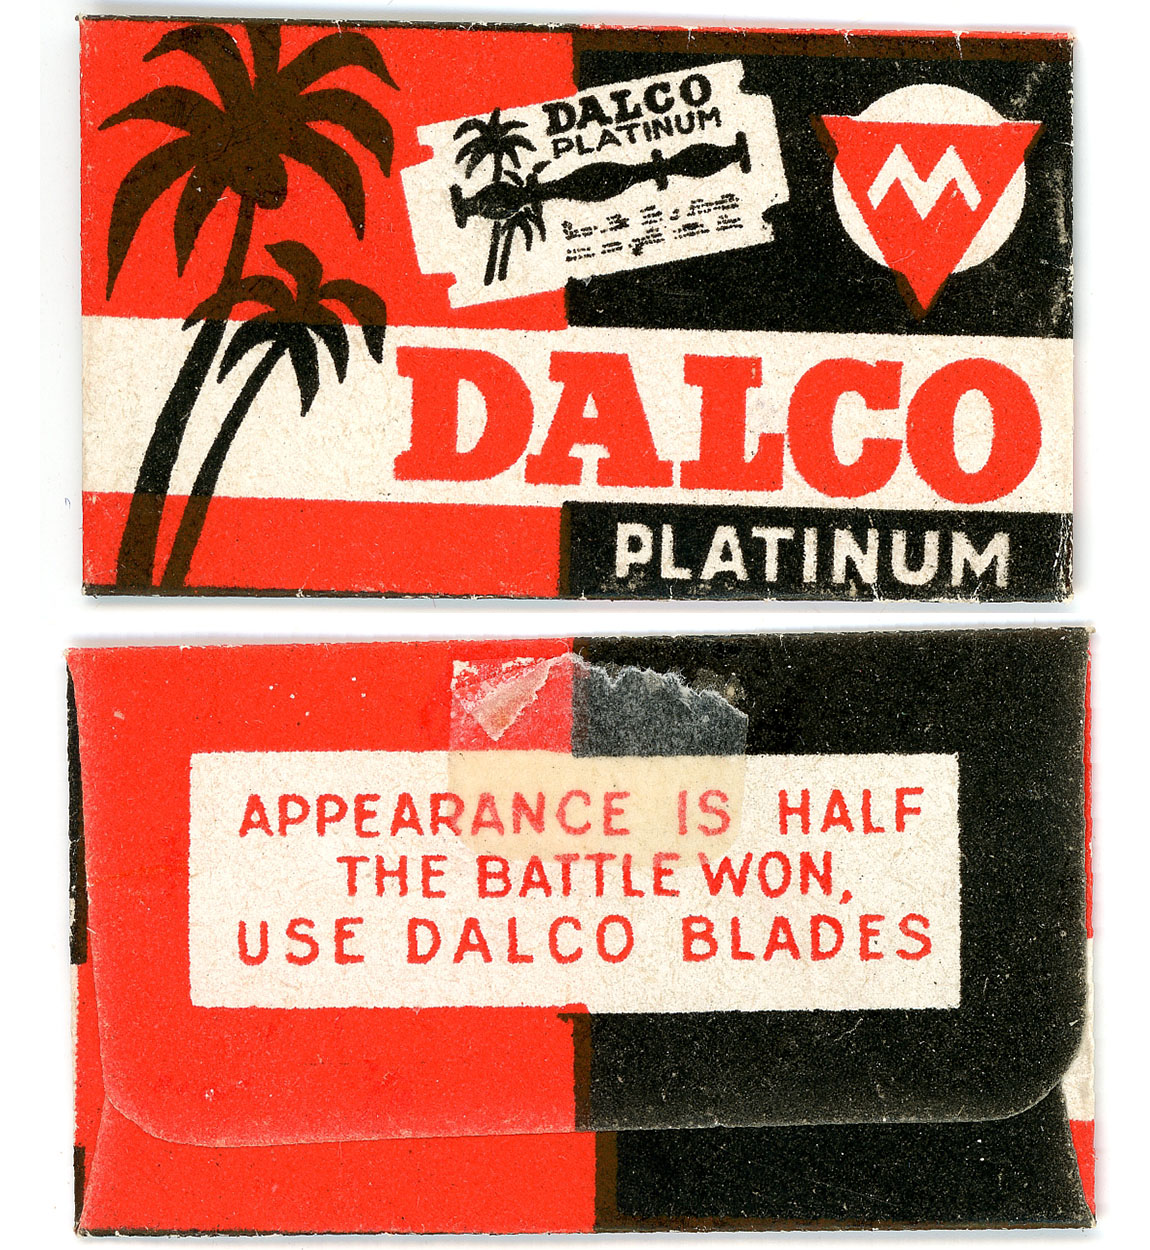 DALCO
PLATINUM
M
DALCO
PLATINUM
APPEARANCE IS HALF
THE BATTLE WON,
USE DALCO BLADES